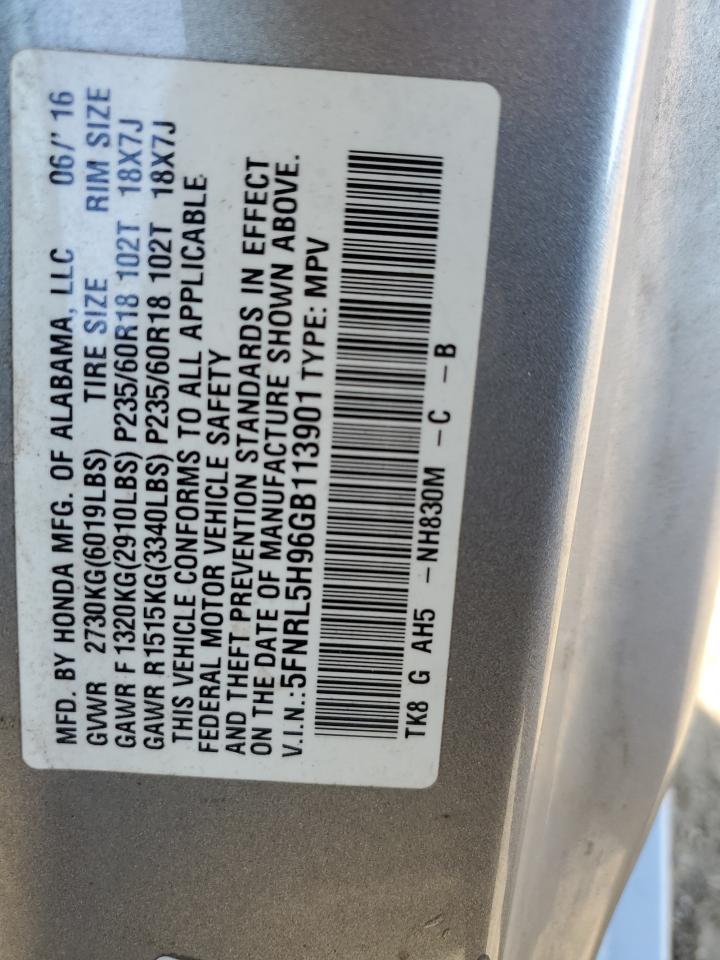 MFD. BY HONDA MFG. OF ALABAMA, LLC 06/' 16
GVWR 2730KG(6019LBS) TIRE SIZE RIM SIZE
GAWR F 1320KG(2910LBS) P235/60R18 102T 18X7J
GAWR R1515KG(3340LBS) P235/60R18 102T 18X7J
THIS VEHICLE CONFORMS TO ALL APPLICABLE
FEDERAL MOTOR VEHICLE SAFETY
AND THEFT PREVENTION STANDARDS IN EFFECT
ON THE DATE OF MANUFACTURE SHOWN ABOVE.
V.I.N.:5FNRL5H96GB113901 TYPE: MPV
TK8 G AH5 -NH830M -C -B